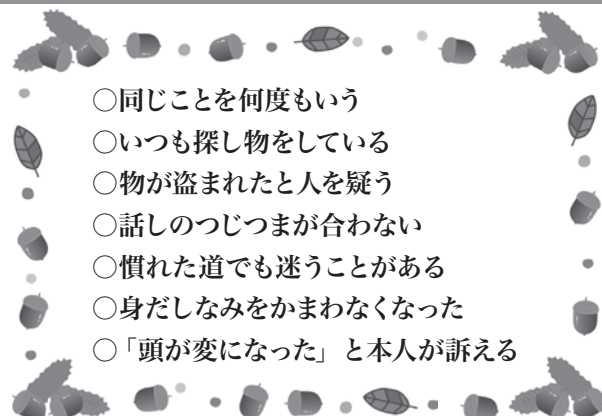 ○同じことを何度もいう
○いつも探し物をしている
○物が盗まれたと人を疑う
○話しのつじつまが合わない
○慣れた道でも迷うことがある
○身だしなみをかまわなくなった
○「頭が変になった」と本人が訴える